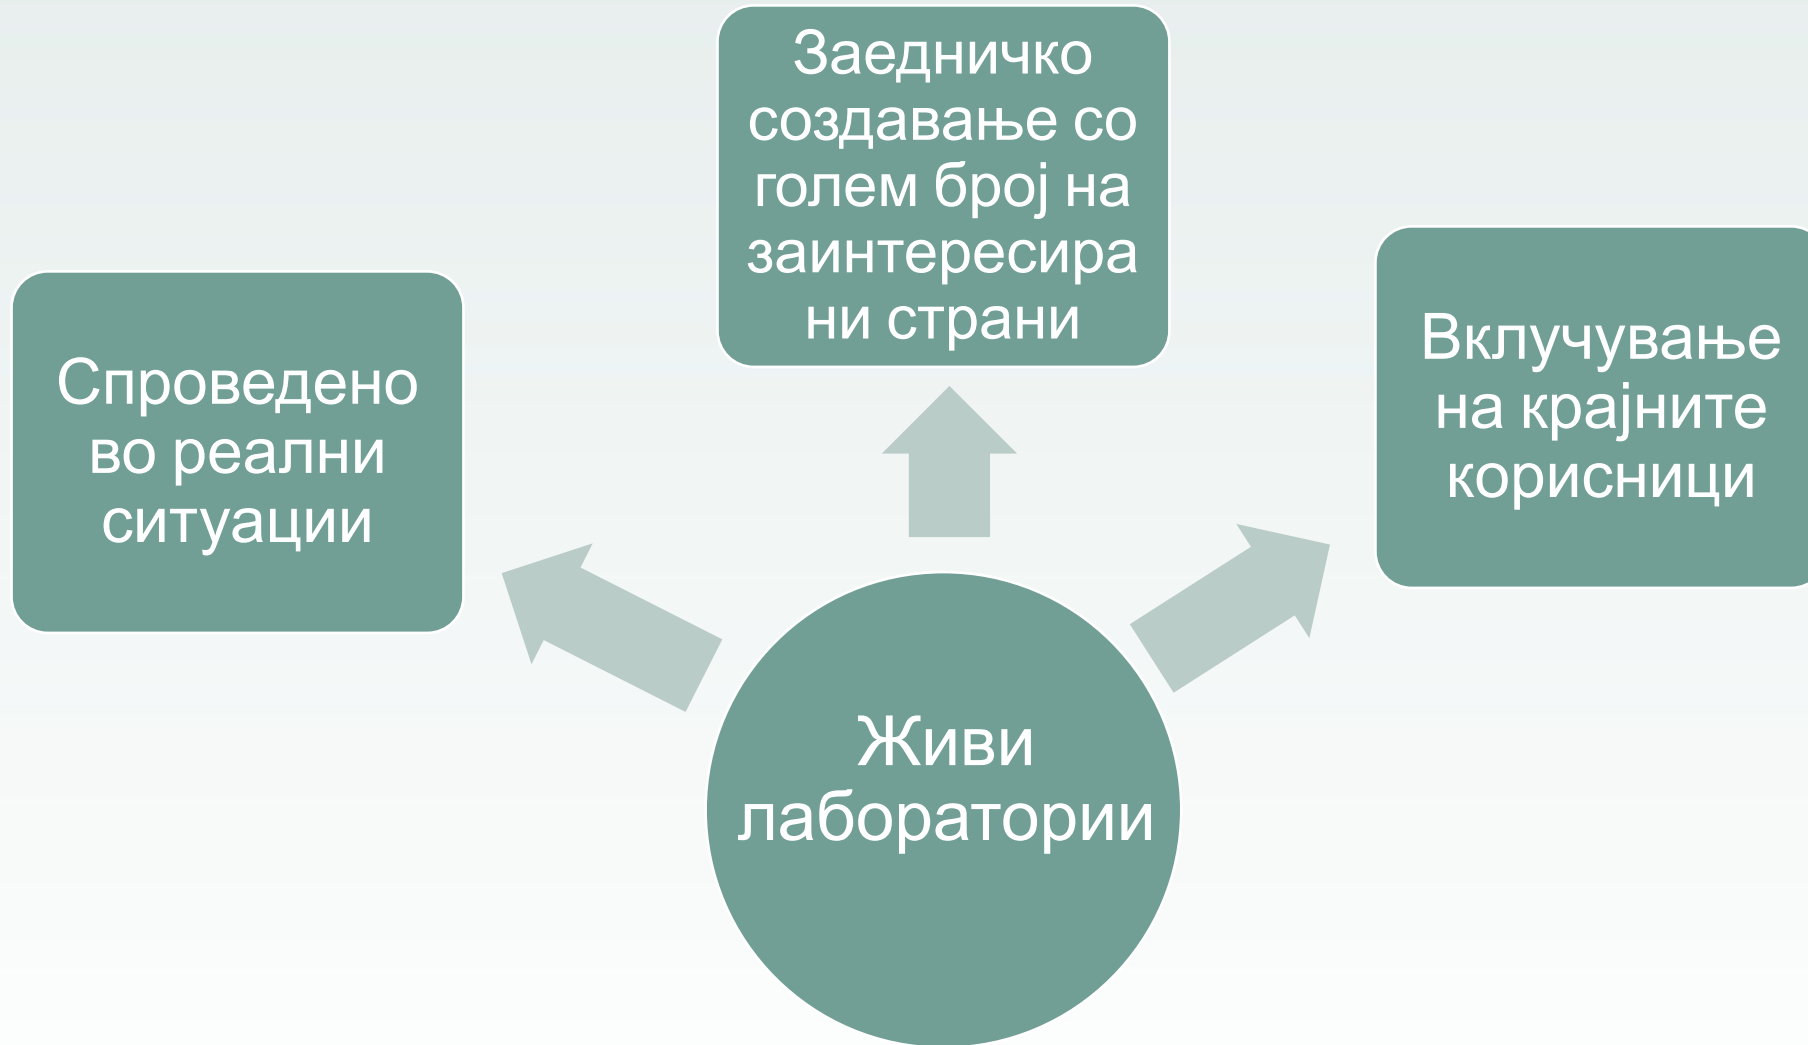 Заедничко
создавање со
голем број на
заинтересира
ни страни
Спроведено
во реални
ситуации
Вклучување
на крајните
корисници
Живи
лаборатории